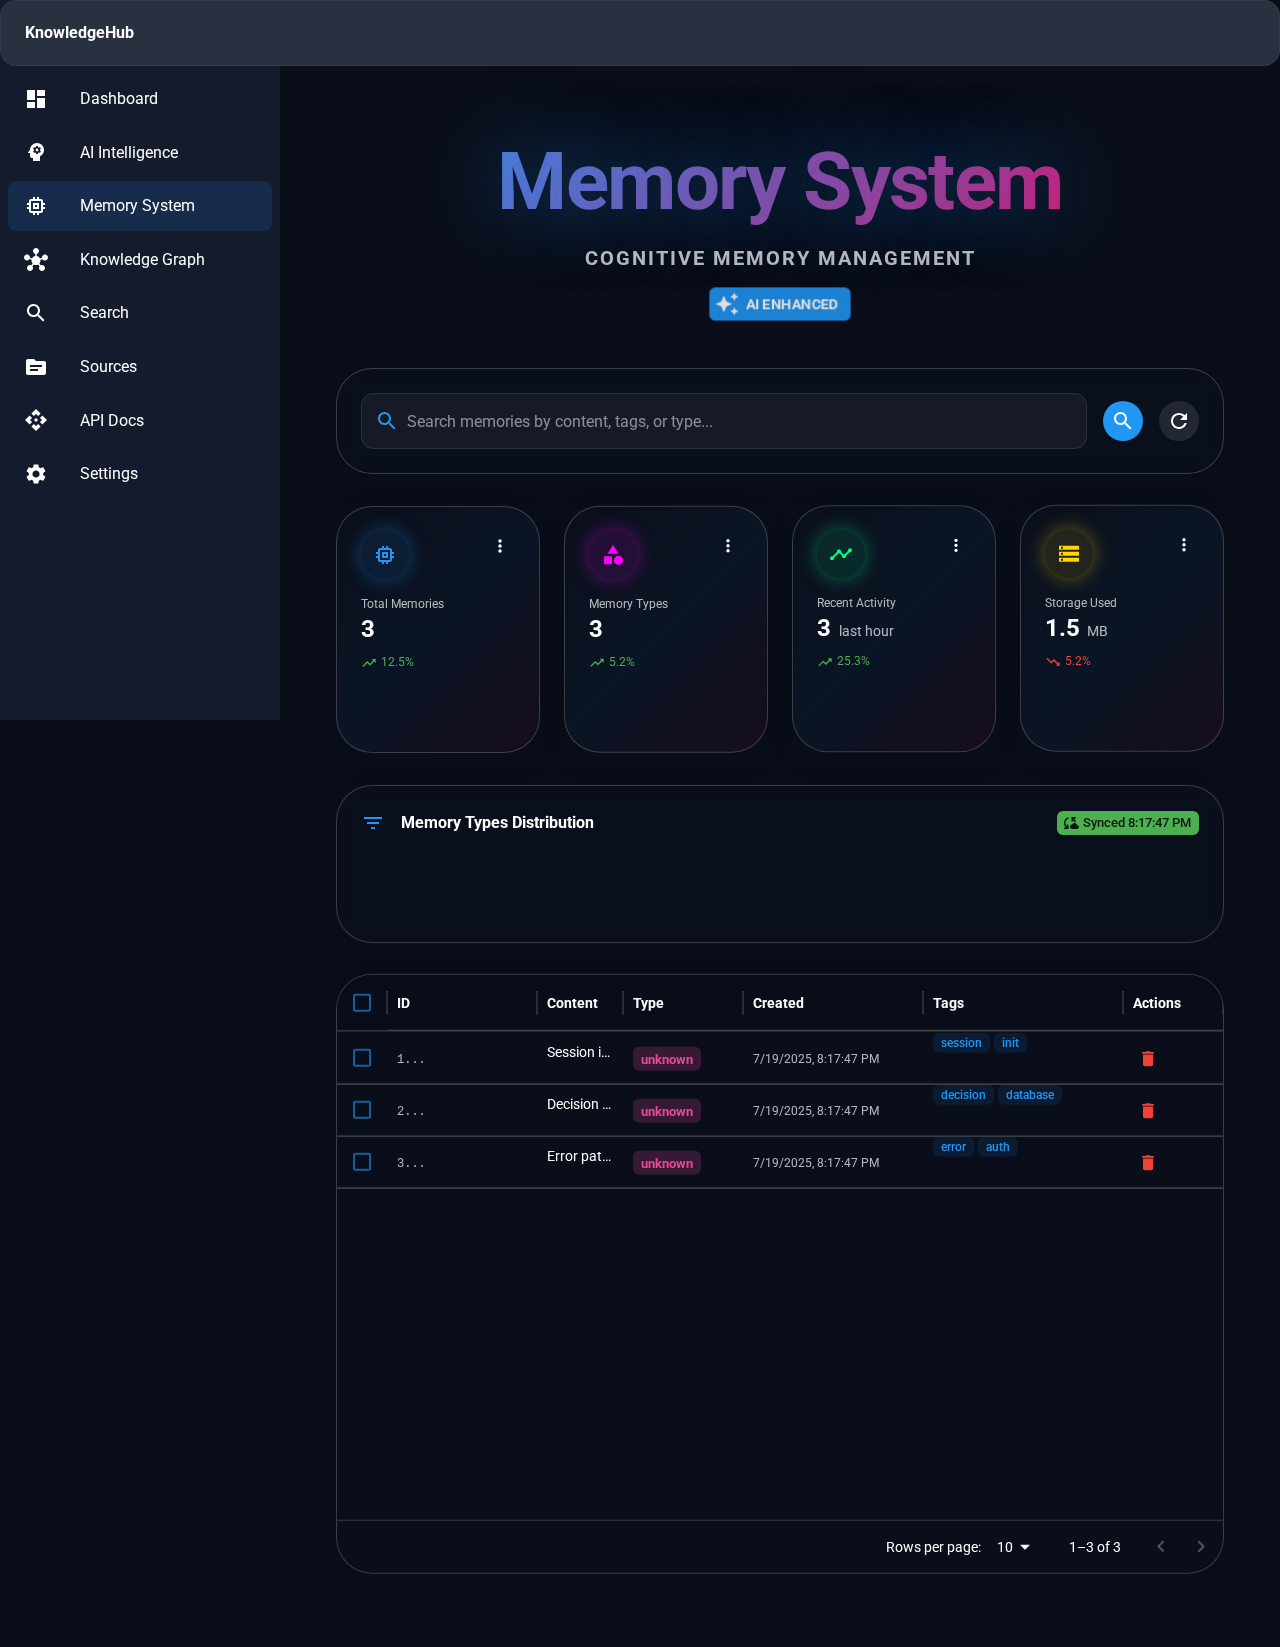 KnowledgeHub
Dashboard
AI Intelligence
Memory System
Knowledge Graph
Search
Sources
API Docs
Settings
Memory System
COGNITIVE MEMORY MANAGEMENT
AI ENHANCED
Search memories by content, tags, or type...
Total Memories
3
12.5%
Memory Types
3
5.2%
Recent Activity
3 last hour
25.3%
Storage Used
1.5 MB
5.2%
Memory Types Distribution
Synced 8:17:47 PM
ID Content Type Created Tags Actions
1... Session i... unknown 7/19/2025, 8:17:47 PM session init
2... Decision ... unknown 7/19/2025, 8:17:47 PM decision database
3... Error pat... unknown 7/19/2025, 8:17:47 PM error auth
Rows per page: 10 1–3 of 3